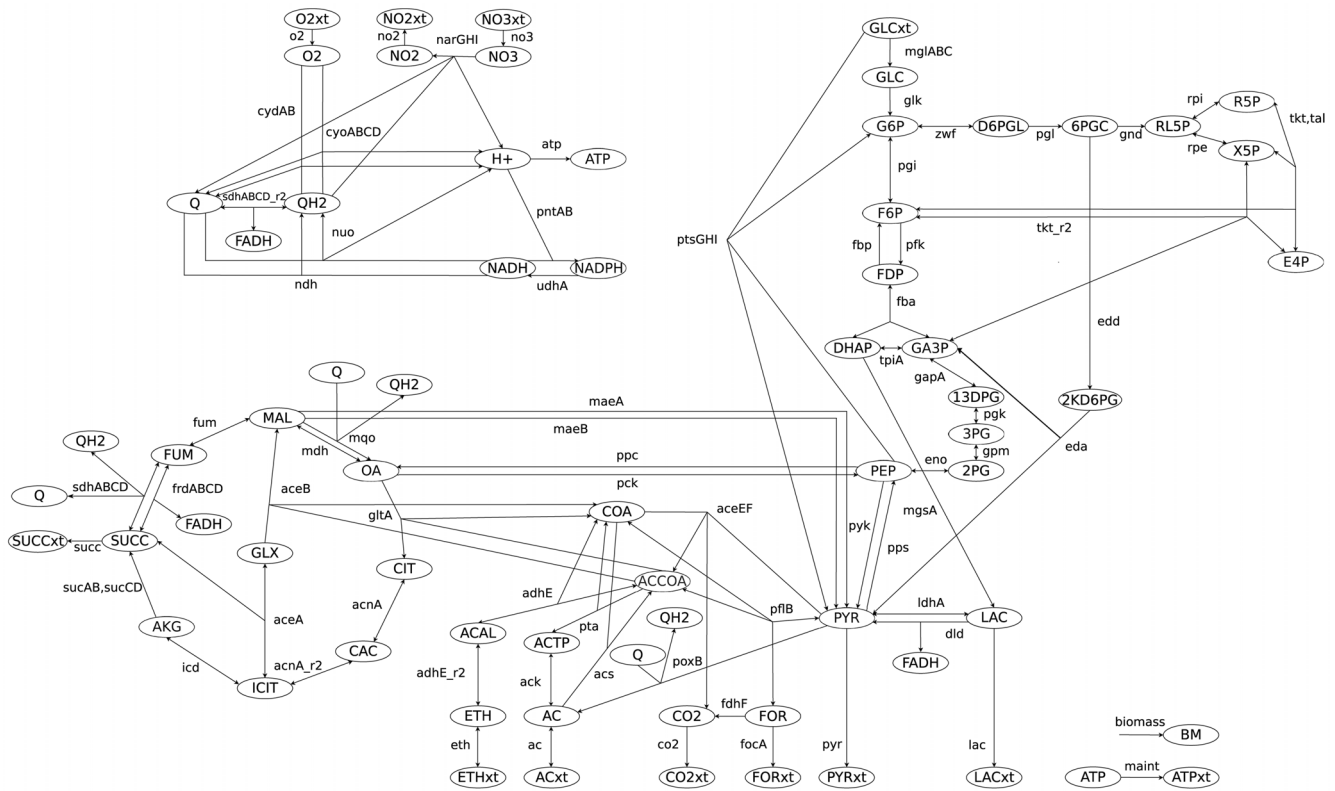 O2xt
NO2xt
NO3xt
o2
no2
narGHI
no3
O2
NO2
NO3
cydAB
cyoABCD
H+
atp
ATP
Q
sdhABCD_r2
QH2
pntAB
FADH
nuo
NADH
NADPH
ndh
udhA
GLCxt
mglABC
GLC
glk
G6P
zwf
D6PGL
pgl
6PGC
gnd
RL5P
rpi
R5P
tkt,tal
rpe
X5P
pgi
ptsGHI
F6P
tkt_r2
fbp
pfk
E4P
FDP
fba
edd
DHAP
tpiA
GA3P
gapA
13DPG
2KD6PG
pgk
3PG
gpm
eda
PEP
eno
2PG
Q
QH2
MAL
maeA
maeB
fum
mqo
mdh
QH2
FUM
OA
ppc
pck
Q
sdhABCD
frdABCD
aceB
FADH
gltA
COA
aceEF
mgsA
pyk
pps
SUCCxt
succ
SUCC
GLX
CIT
ACCOA
sucAB,sucCD
adhE
acnA
aceA
QH2
pflB
PYR
ldhA
LAC
AKG
ACAL
pta
ACTP
dld
CAC
Q
poxB
FADH
icd
acnA_r2
adhE_r2
ack
acs
ICIT
ETH
AC
CO2
fdhF
FOR
biomass
BM
eth
ac
co2
focA
pyr
lac
maint
ETHxt
ACxt
CO2xt
FORxt
PYRxt
LACxt
ATP
ATPxt